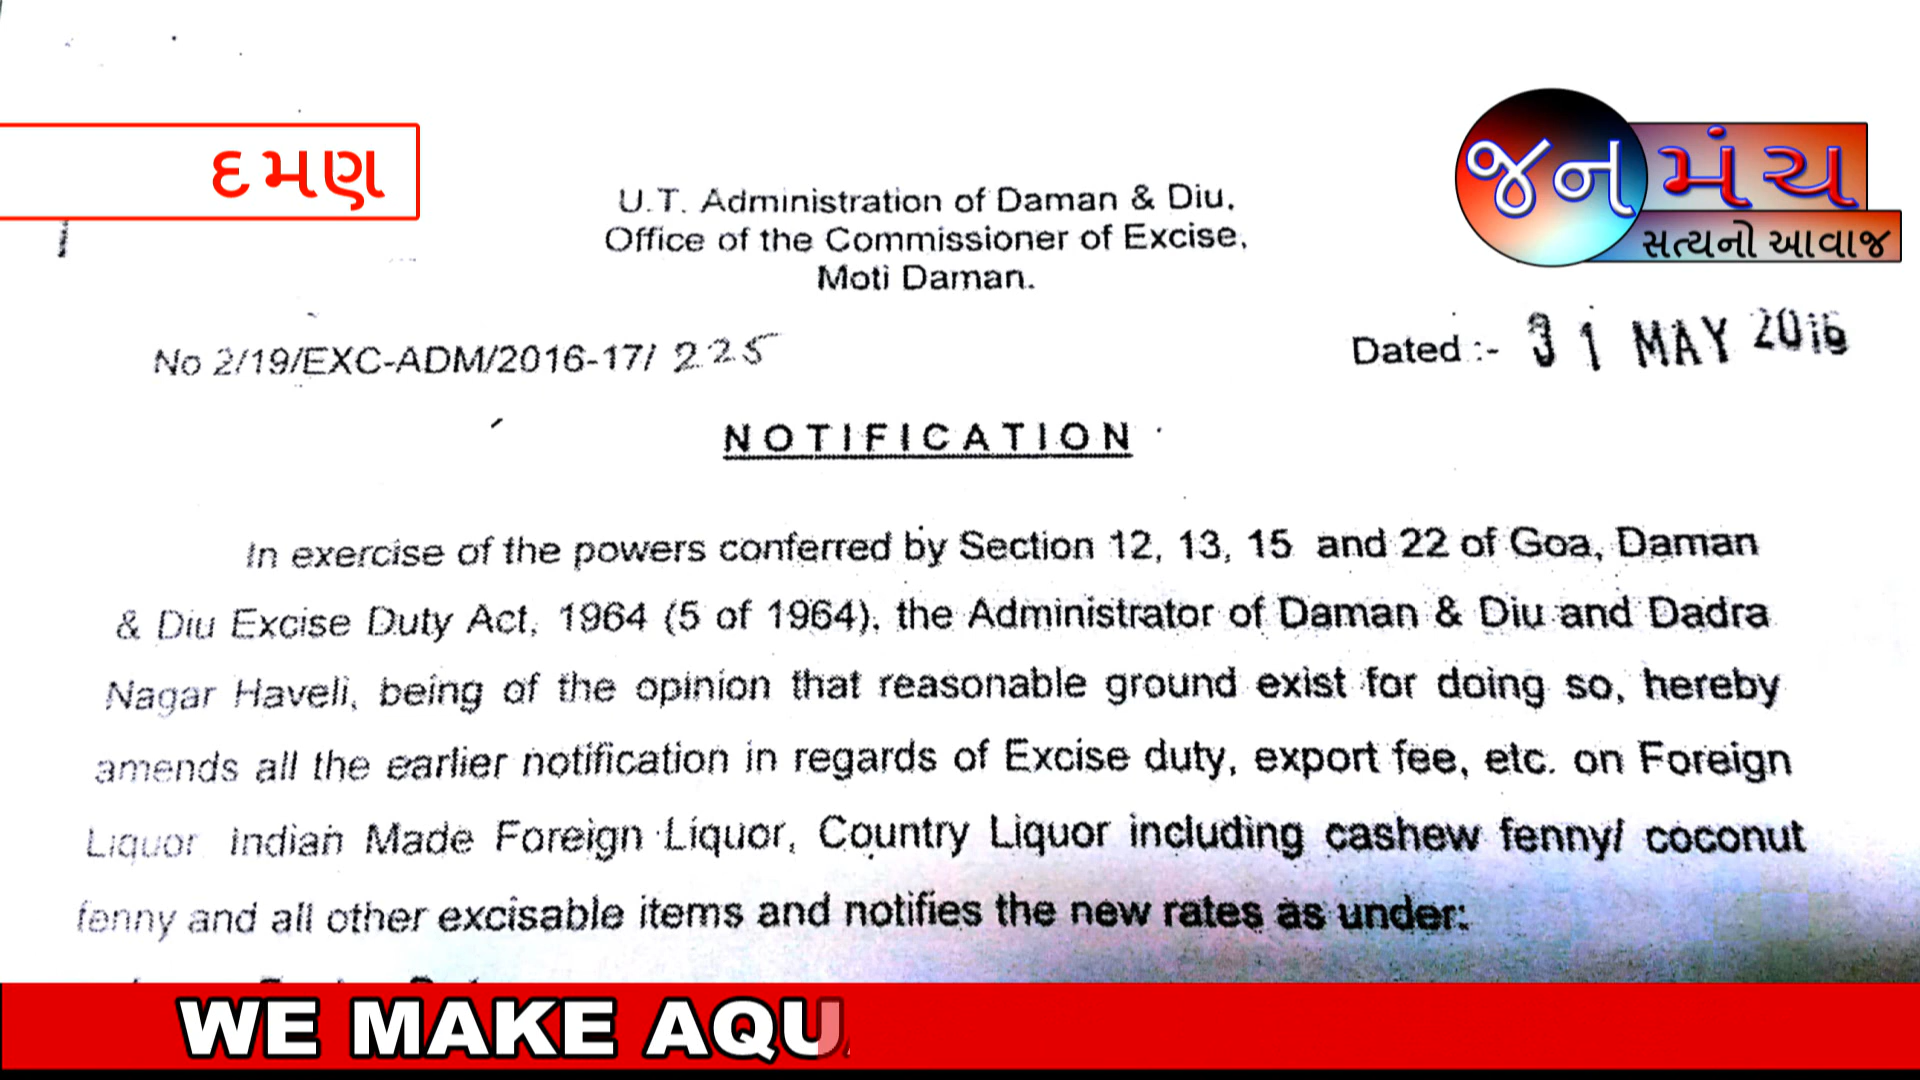 દમણ
જન મંચ
સત્યનો આવાજ
U.T. Administration of Daman & Diu,
Office of the Commissioner of Excise,
Moti Daman.
No 2/19/EXC-ADM/2016-17/ 225
Dated :- 31 MAY 2016
NOTIFICATION
In exercise of the powers conferred by Section 12, 13, 15 and 22 of Goa, Daman
& Diu Excise Duty Act, 1964 (5 of 1964), the Administrator of Daman & Diu and Dadra
Nagar Haveli, being of the opinion that reasonable ground exist for doing so, hereby
amends all the earlier notification in regards of Excise duty, export fee, etc. on Foreign
Liquor Indian Made Foreign Liquor, Country Liquor including cashew fenny/ coconut
fenny and all other excisable items and notifies the new rates as under:
WE MAKE AQU